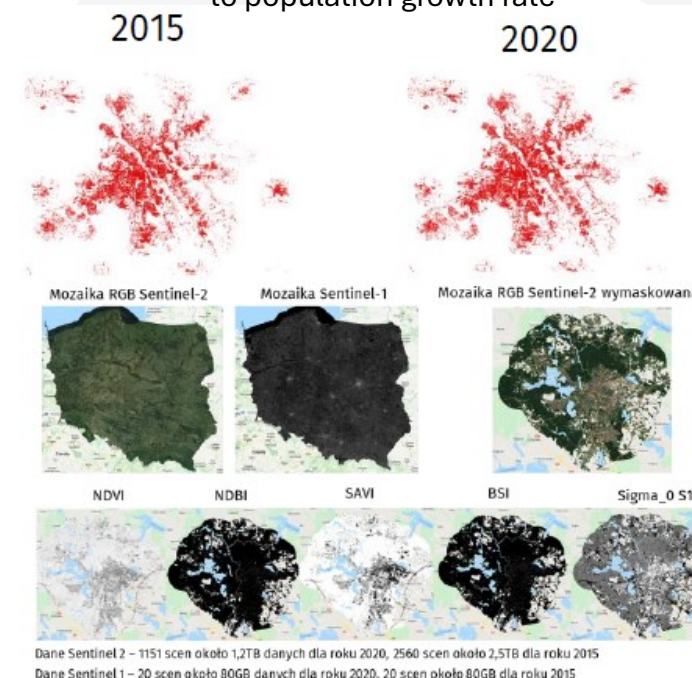 to population growth rate
2015
2020
Mozaika RGB Sentinel-2
Mozaika Sentinel-1
Mozaika RGB Sentinel-2 wymaskowana
NDVI
NDBI
SAVI
BSI
Sigma_0 S1
Dane Sentinel 2 – 1151 scen około 1,2TB danych dla roku 2020, 2560 scen około 2,5TB dla roku 2015
Dane Sentinel 1 – 20 scen około 80GB danych dla roku 2020, 20 scen około 80GB dla roku 2015